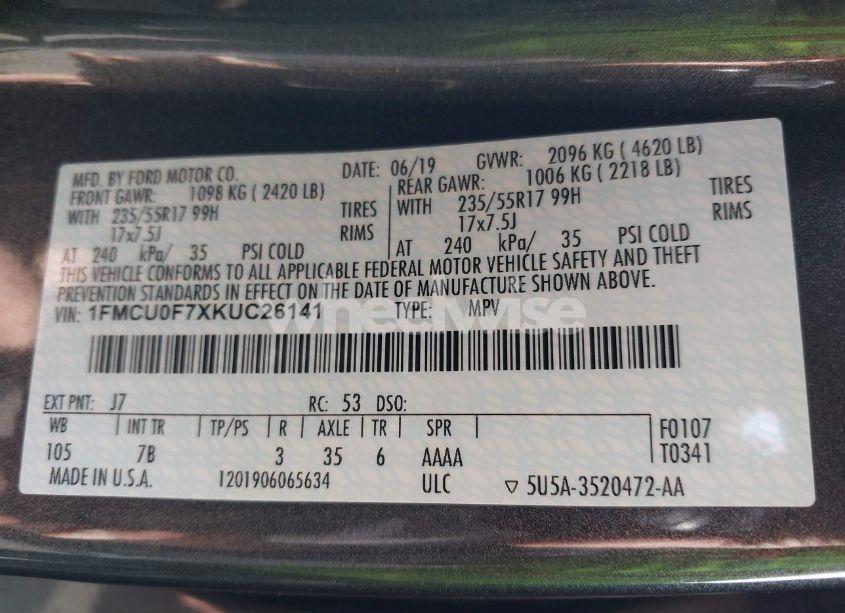 MFD. BY FORD MOTOR CO. DATE: 06/19 GVWR: 2096 KG ( 4620 LB)
FRONT GAWR: 1098 KG ( 2420 LB) REAR GAWR: 1006 KG ( 2218 LB)
WITH 235/55R17 99H TIRES WITH 235/55R17 99H TIRES
17x7.5J RIMS 17x7.5J RIMS
AT 240 kPa/ 35 PSI COLD AT 240 kPa/ 35 PSI COLD
THIS VEHICLE CONFORMS TO ALL APPLICABLE FEDERAL MOTOR VEHICLE SAFETY AND THEFT
PREVENTION STANDARDS IN EFFECT ON THE DATE OF MANUFACTURE SHOWN ABOVE.
VIN: 1FMCU0F7XKUC26141 TYPE: MPV
wheelwise
EXT PNT: J7 RC: 53 DSO:
WB INT TR TP/PS R AXLE TR SPR F0107
105 7B 3 35 6 AAAA T0341
MADE IN U.S.A. 1201906065634 ULC ▽ 5U5A-3520472-AA